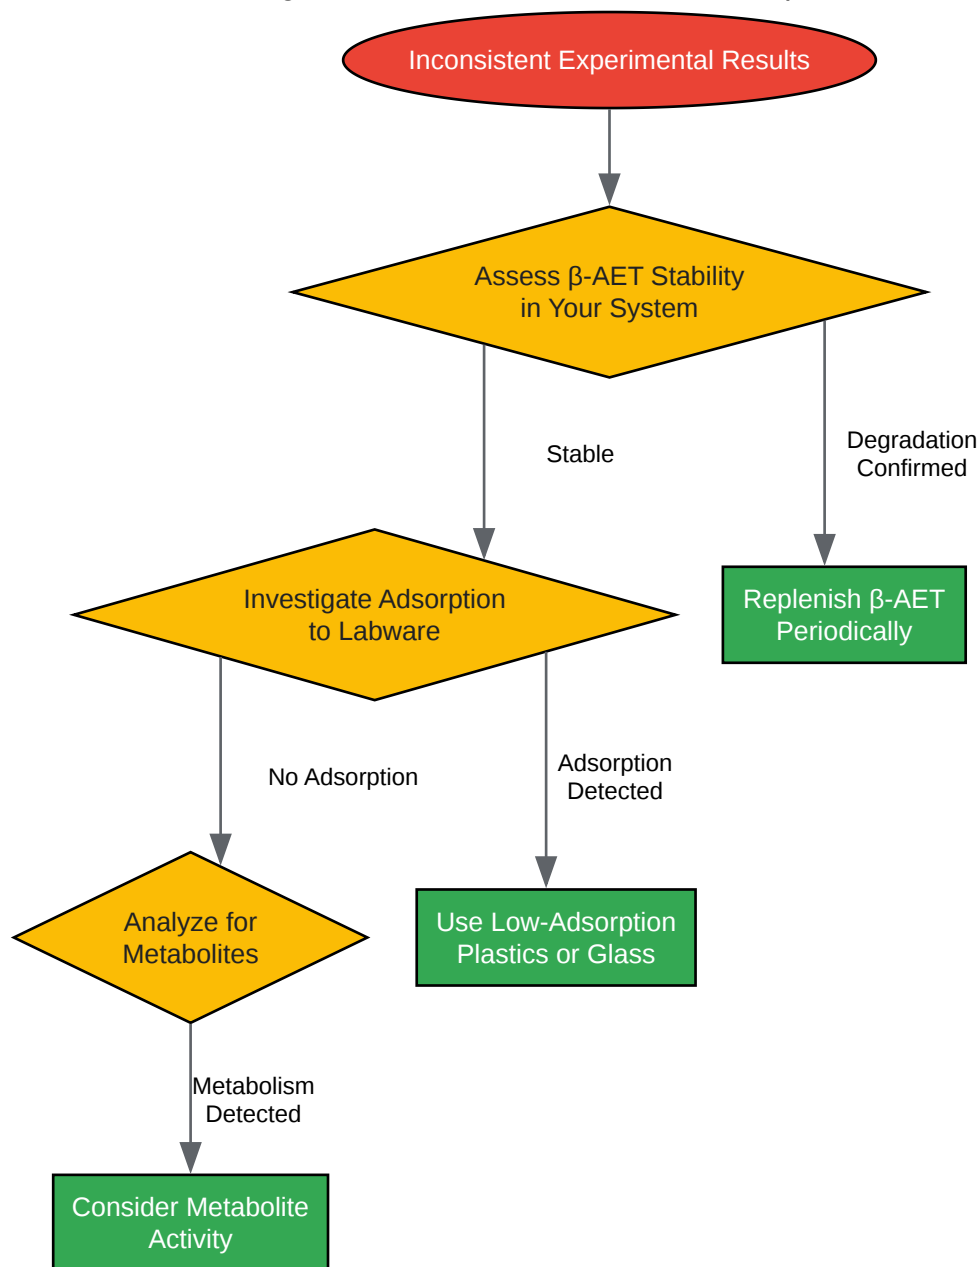 Inconsistent Experimental Results
Assess β-AET Stability
in Your System
Stable
Degradation
Confirmed
Investigate Adsorption
to Labware
Replenish β-AET
Periodically
No Adsorption
Adsorption
Detected
Analyze for
Metabolites
Use Low-Adsorption
Plastics or Glass
Metabolism
Detected
Consider Metabolite
Activity